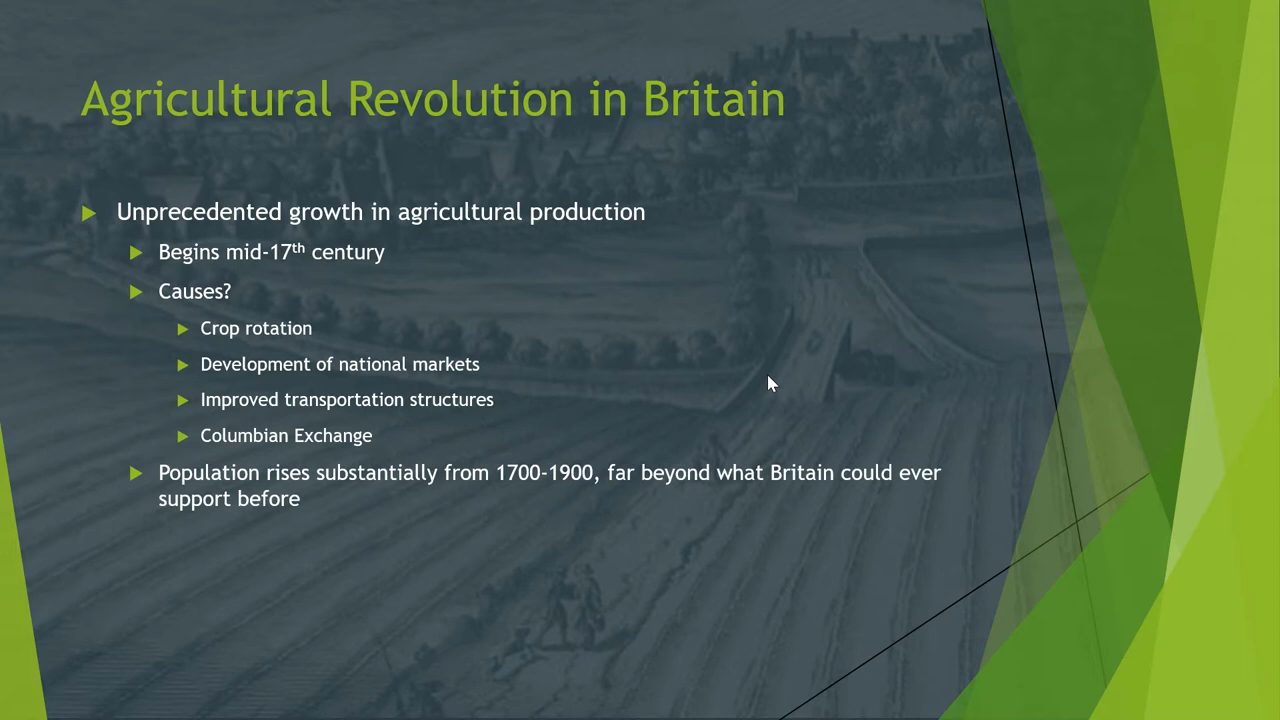 Agricultural Revolution in Britain
Unprecedented growth in agricultural production
Begins mid-17th century
Causes?
Crop rotation
Development of national markets
Improved transportation structures
Columbian Exchange
Population rises substantially from 1700-1900, far beyond what Britain could ever
support before